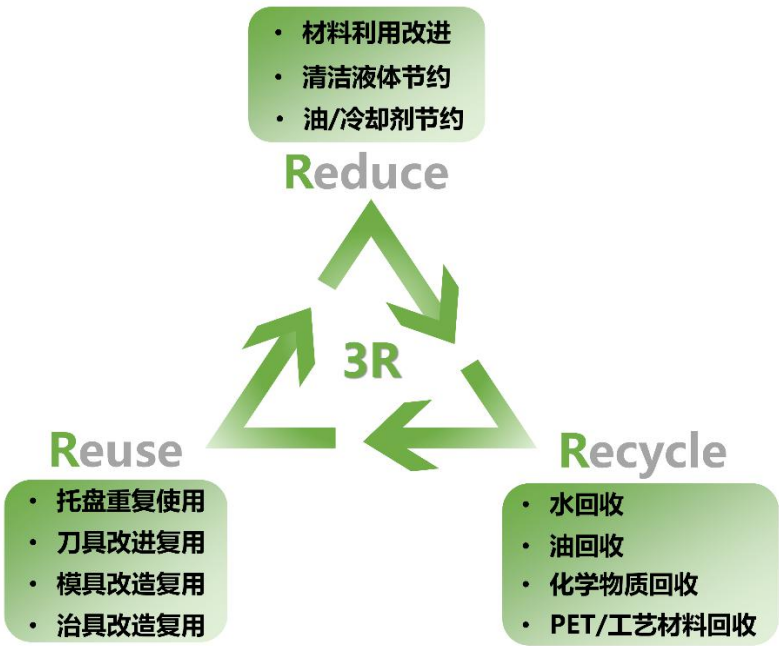 · 材料利用改进
· 清洁液体节约
· 油/冷却剂节约
Reduce
3R
Reuse
· 托盘重复使用
· 刀具改进复用
· 模具改造复用
· 治具改造复用
Recycle
· 水回收
· 油回收
· 化学物质回收
· PET/工艺材料回收